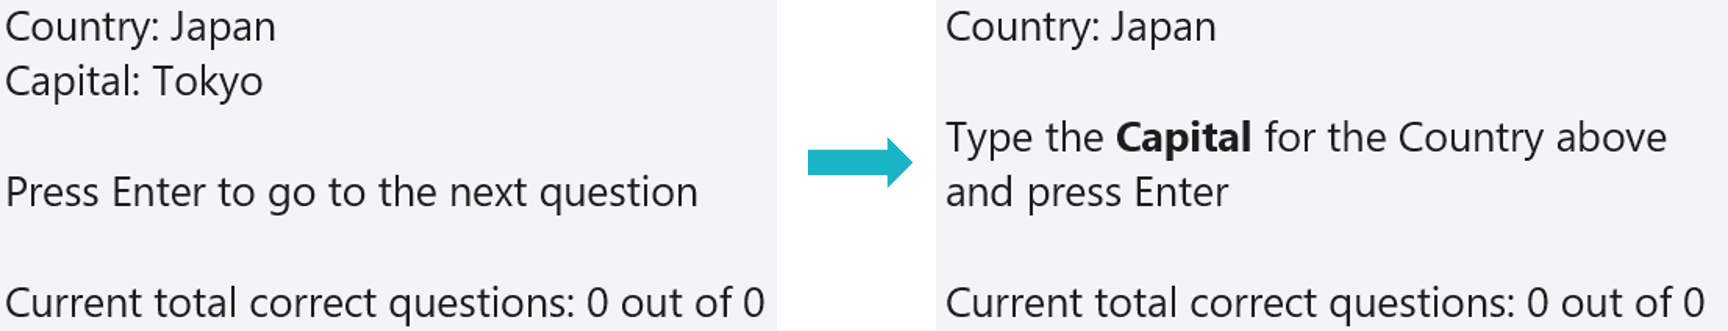 Country: Japan
Capital: Tokyo
Press Enter to go to the next question
Current total correct questions: 0 out of 0
Country: Japan
Type the Capital for the Country above
and press Enter
Current total correct questions: 0 out of 0